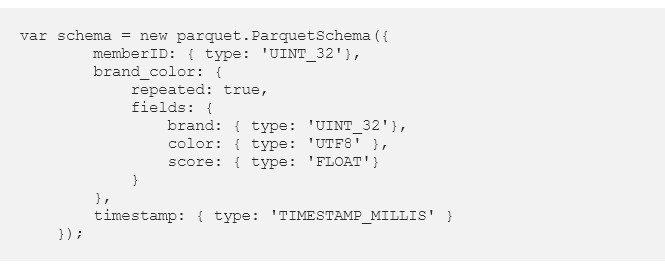 var schema = new parquet.ParquetSchema({
        memberID: { type: 'UINT_32'},
        brand_color: {
            repeated: true,
            fields: {
                brand: { type: 'UINT_32'},
                color: { type: 'UTF8' },
                score: { type: 'FLOAT'}
            }
        },
        timestamp: { type: 'TIMESTAMP_MILLIS' }
    });